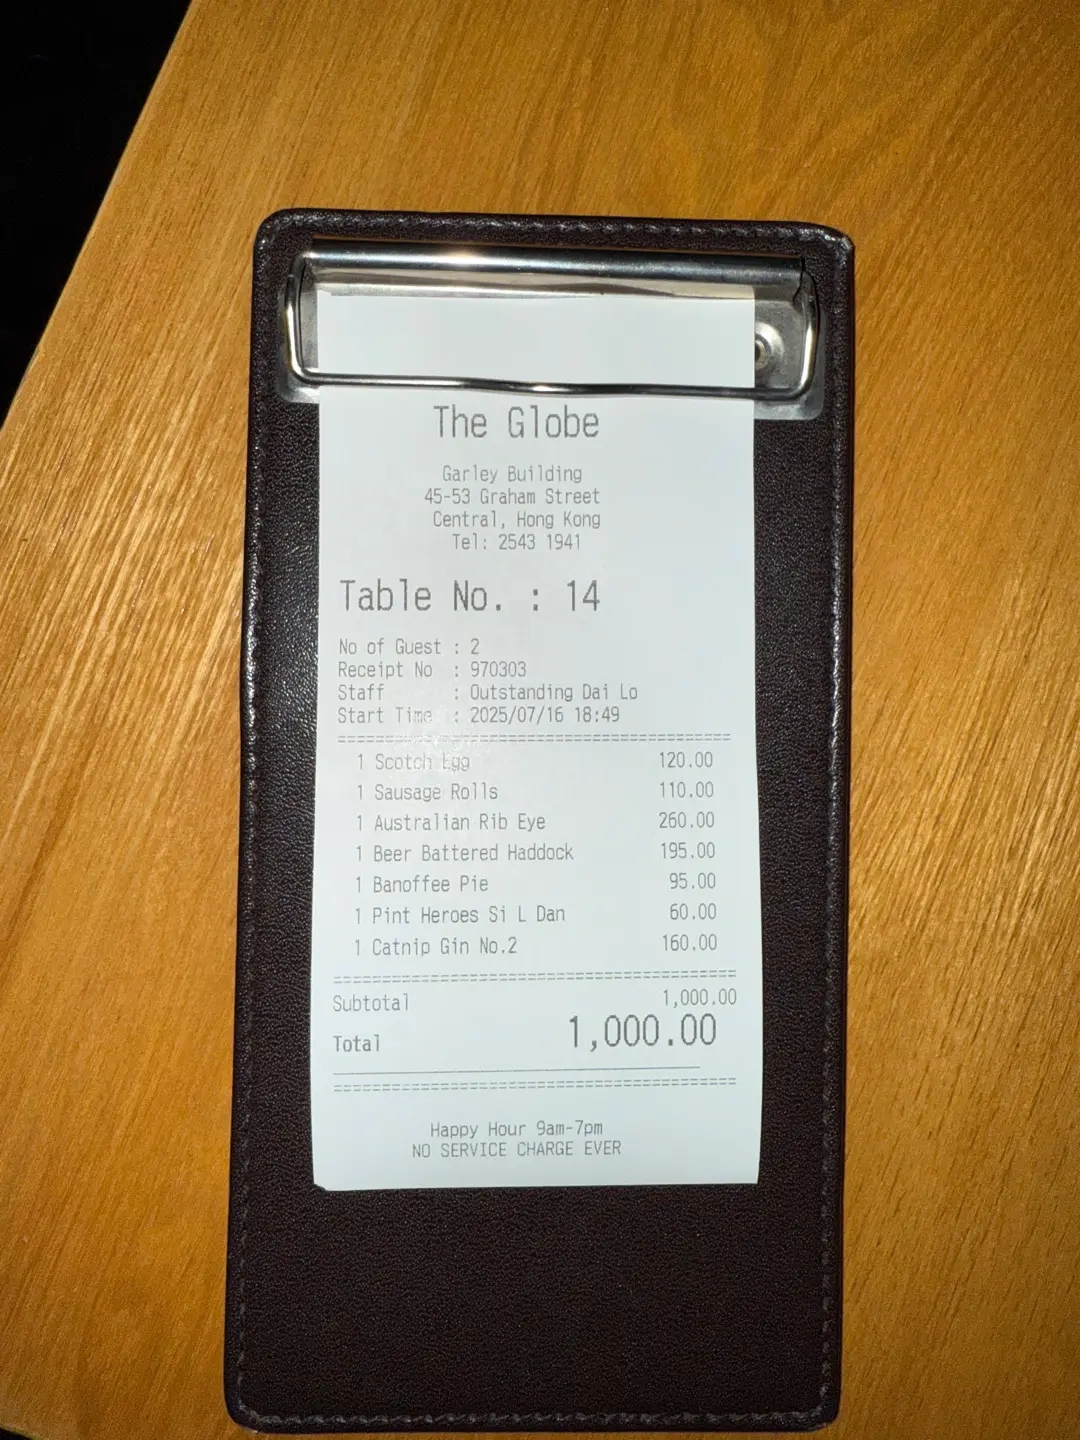 The Globe
Garley Building
45-53 Graham Street
Central, Hong Kong
Tel: 2543 1941
Table No. : 14
No of Guest : 2
Receipt No : 970303
Staff : Outstanding Dai Lo
Start Time : 2025/07/16 18:49
1 Scotch Egg 120.00
1 Sausage Rolls 110.00
1 Australian Rib Eye 260.00
1 Beer Battered Haddock 195.00
1 Banoffee Pie 95.00
1 Pint Heroes Si L Dan 60.00
1 Catnip Gin No.2 160.00
Subtotal 1,000.00
Total 1,000.00
Happy Hour 9am-7pm
NO SERVICE CHARGE EVER